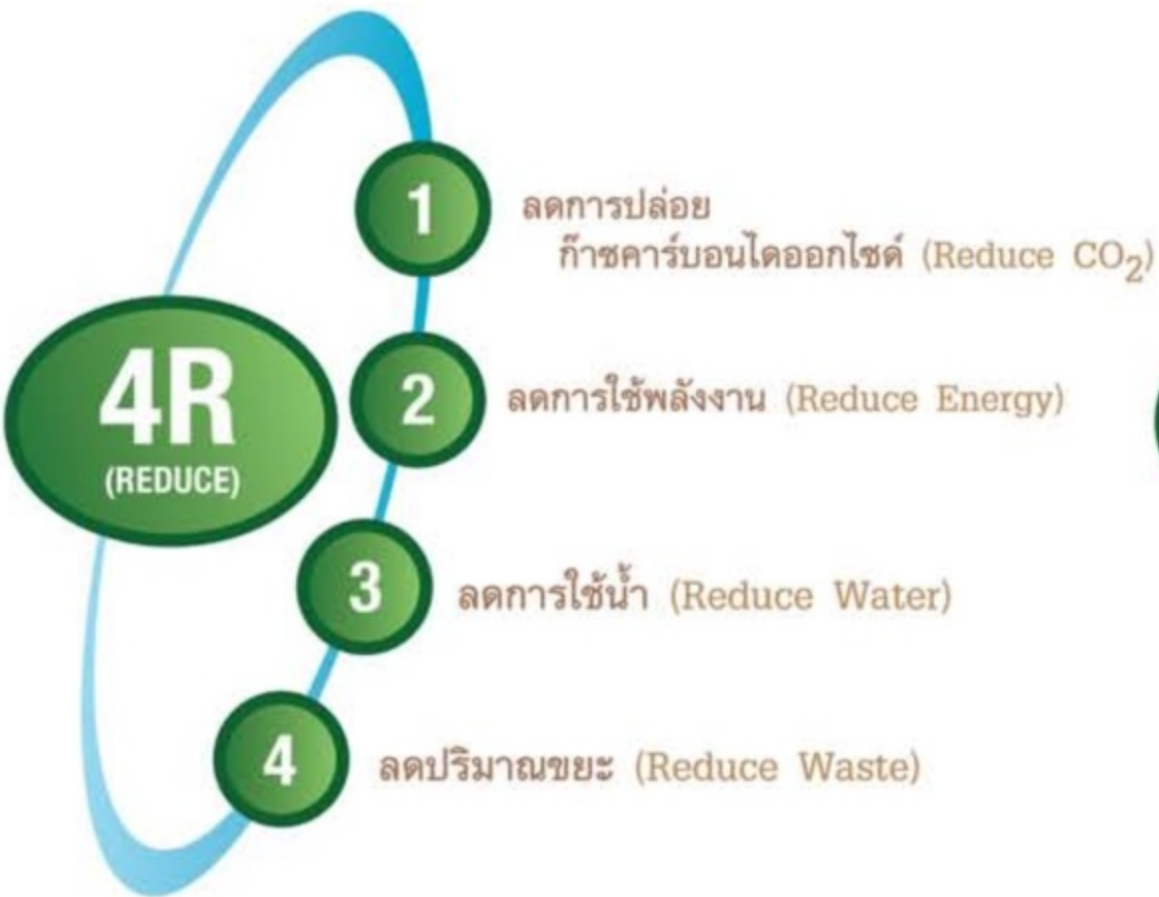 4R
(REDUCE)
1
ลดการปล่อย
ก๊าซคาร์บอนไดออกไซด์ (Reduce CO₂)
2
ลดการใช้พลังงาน (Reduce Energy)
3
ลดการใช้น้ำ (Reduce Water)
4
ลดปริมาณขยะ (Reduce Waste)